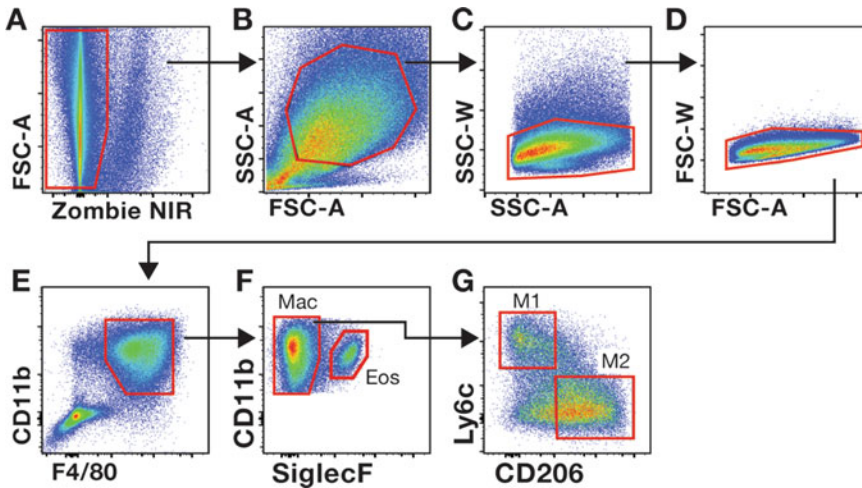 A
FSC-A
Zombie NIR
B
SSC-A
FSC-A
C
SSC-W
SSC-A
D
FSC-W
FSC-A
E
CD11b
F4/80
F
Mac
Eos
CD11b
SiglecF
G
M1
M2
Ly6c
CD206